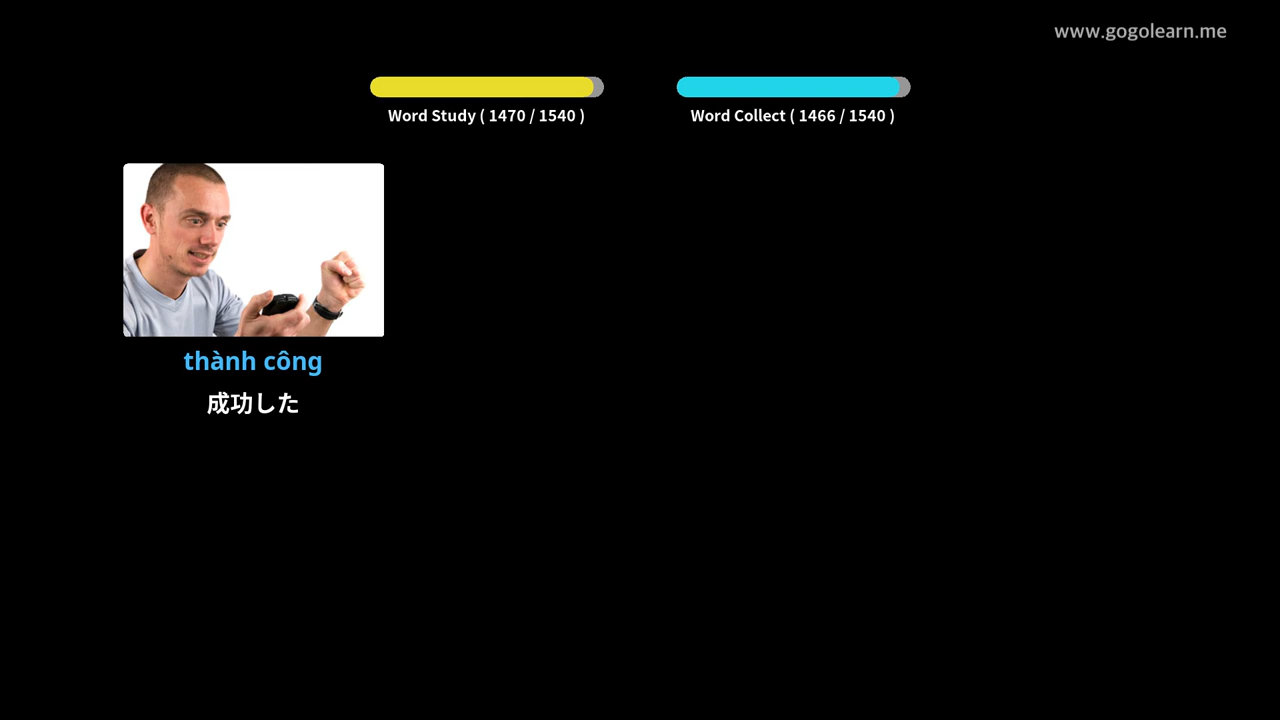 www.gogolearn.me
Word Study ( 1470 / 1540 )
Word Collect ( 1466 / 1540 )
thành công
成功した